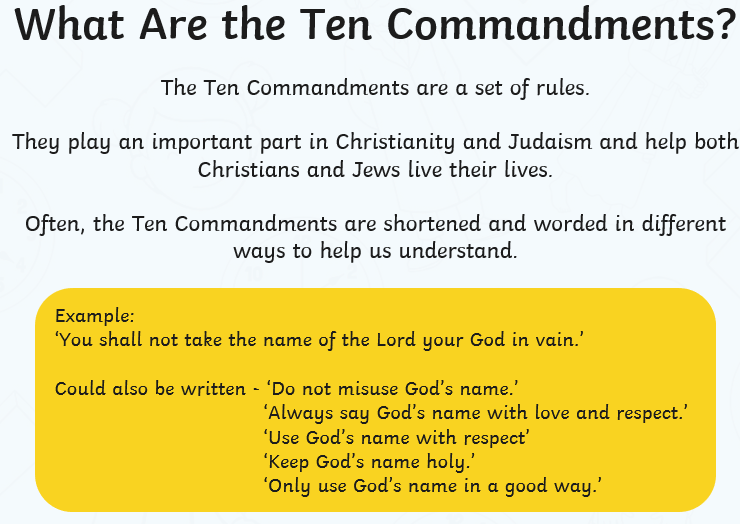 What Are the Ten Commandments?
The Ten Commandments are a set of rules.
They play an important part in Christianity and Judaism and help both
Christians and Jews live their lives.
Often, the Ten Commandments are shortened and worded in different
ways to help us understand.
Example:
‘You shall not take the name of the Lord your God in vain.’
Could also be written - ‘Do not misuse God’s name.’
‘Always say God’s name with love and respect.’
‘Use God’s name with respect’
‘Keep God’s name holy.’
‘Only use God’s name in a good way.’